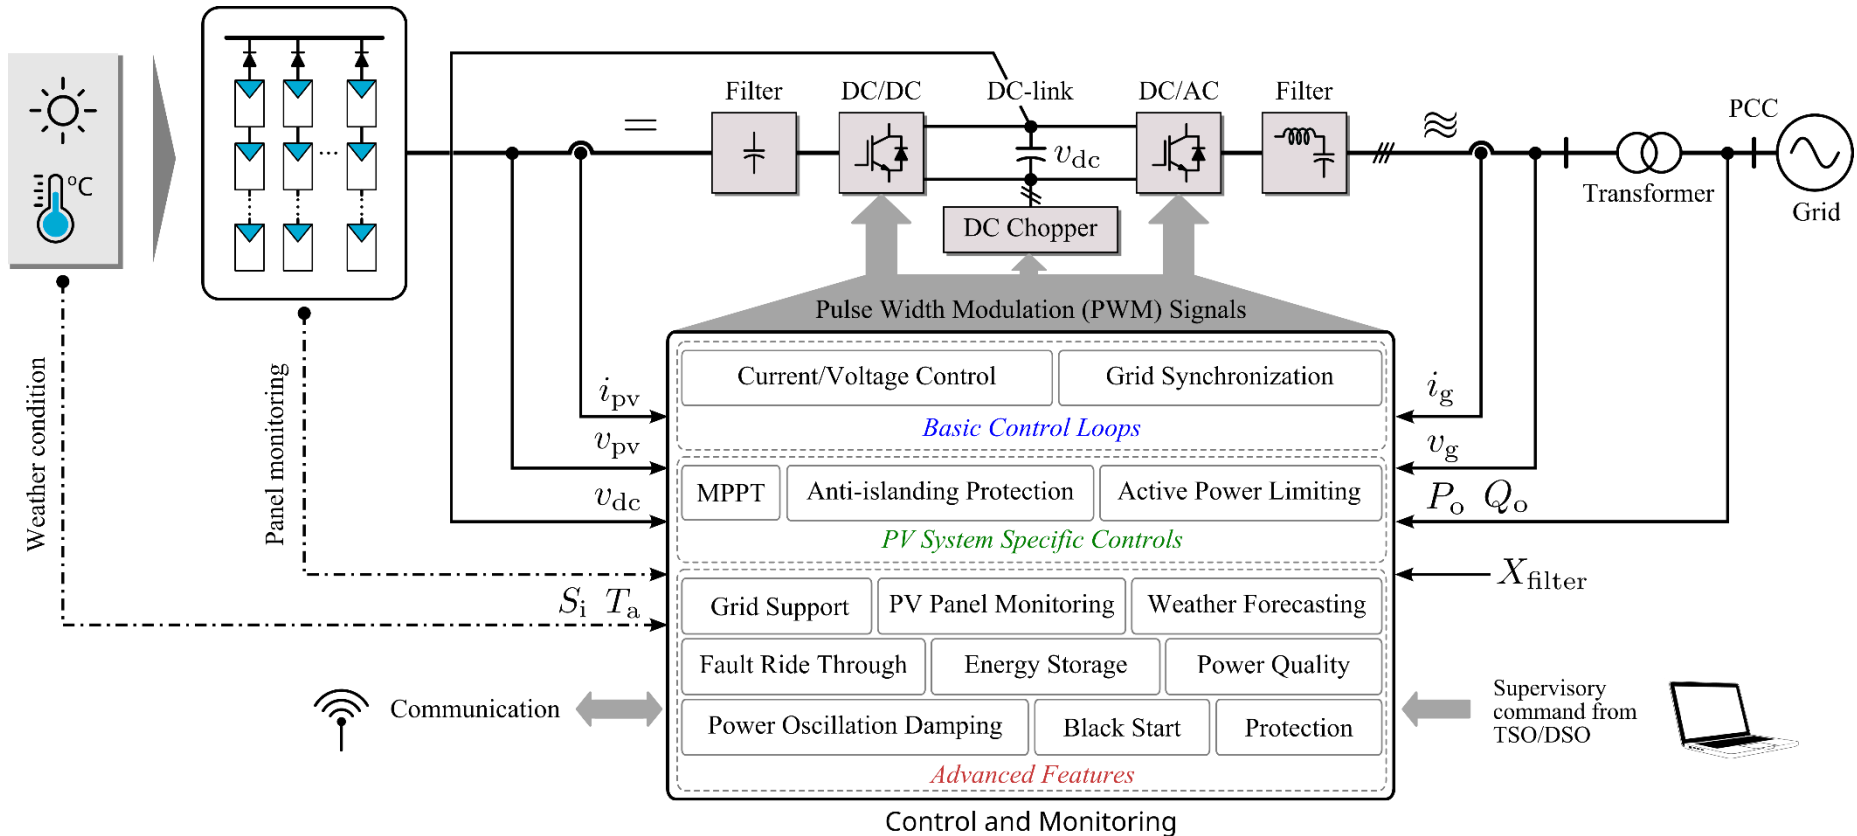 Filter
DC/DC
DC-link
DC/AC
Filter
PCC
°C
=
≋
v_dc
DC Chopper
Transformer
Grid
Pulse Width Modulation (PWM) Signals
Weather condition
Panel monitoring
i_pv
v_pv
v_dc
S_i T_a
Current/Voltage Control
Grid Synchronization
Basic Control Loops
MPPT
Anti-islanding Protection
Active Power Limiting
PV System Specific Controls
Grid Support
PV Panel Monitoring
Weather Forecasting
Fault Ride Through
Energy Storage
Power Quality
Power Oscillation Damping
Black Start
Protection
Advanced Features
i_g
v_g
P_o Q_o
X_filter
Communication
Supervisory
command from
TSO/DSO
Control and Monitoring